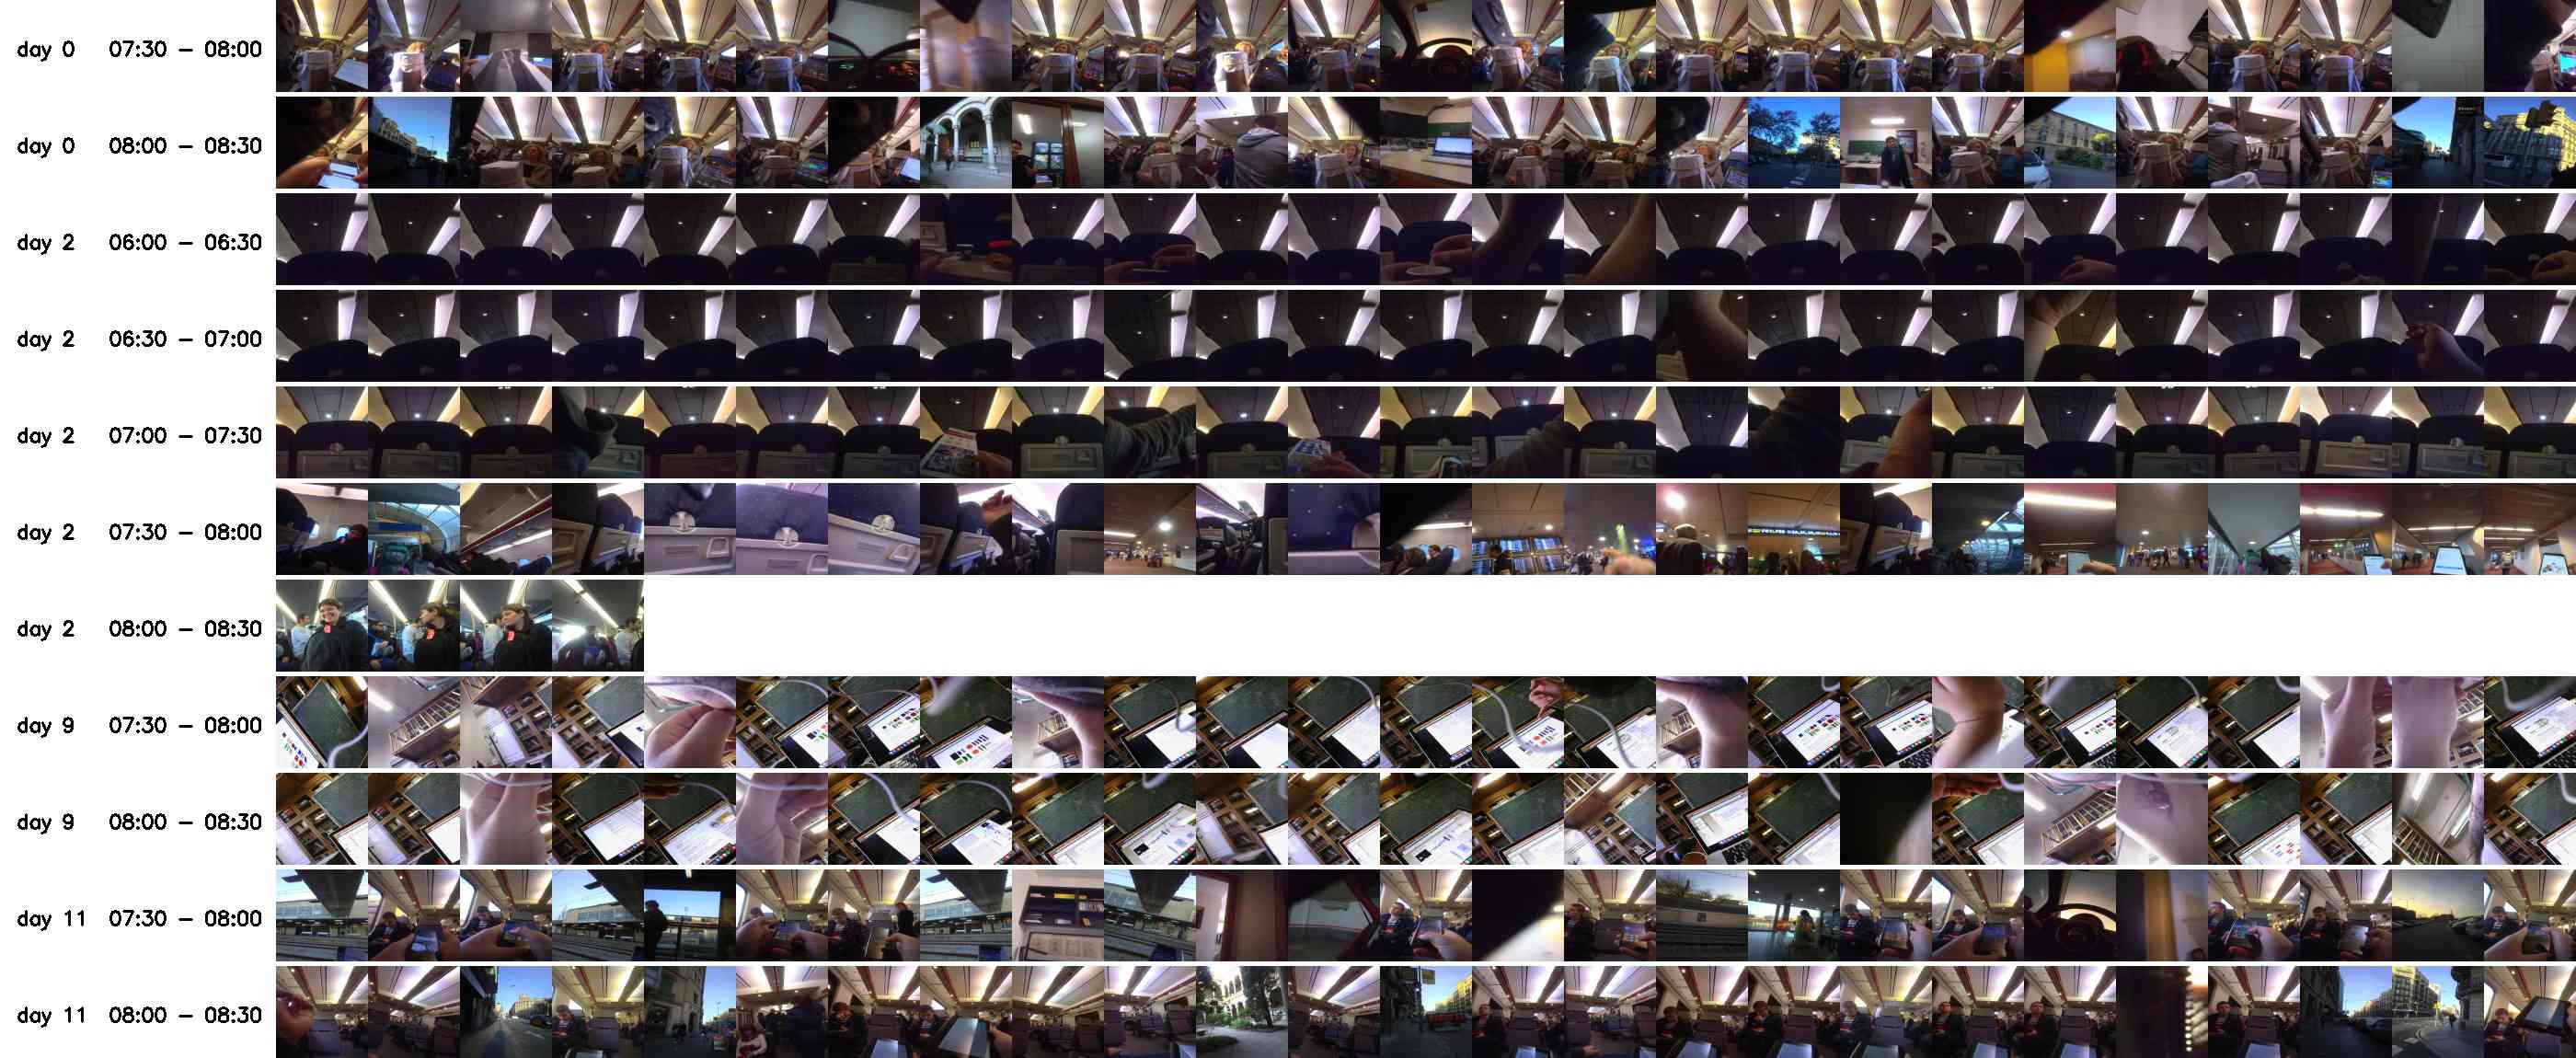 day 0 07:30 – 08:00
day 0 08:00 – 08:30
day 2 06:00 – 06:30
day 2 06:30 – 07:00
day 2 07:00 – 07:30
day 2 07:30 – 08:00
day 2 08:00 – 08:30
day 9 07:30 – 08:00
day 9 08:00 – 08:30
day 11 07:30 – 08:00
day 11 08:00 – 08:30